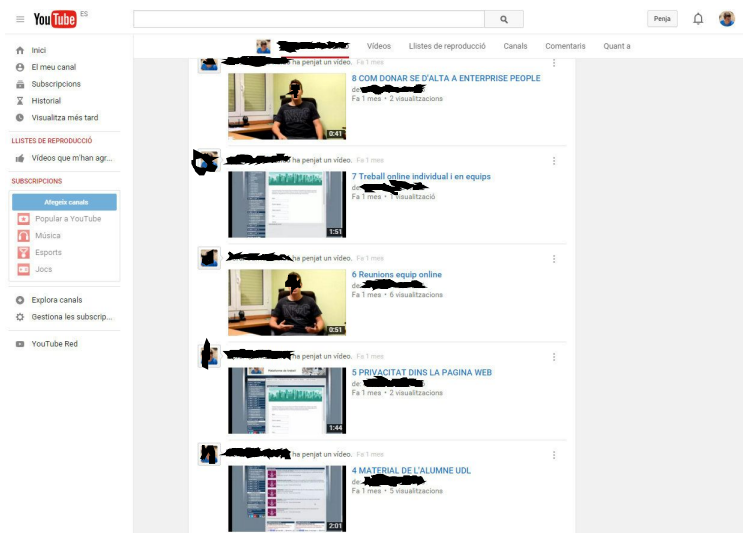 YouTube ES
Penja
Inici
El meu canal
Subscripcions
Historial
Visualitza més tard
LLISTES DE REPRODUCCIÓ
Vídeos que m'han agr...
SUBSCRIPCIONS
Afegeix canals
Popular a YouTube
Música
Esports
Jocs
Explora canals
Gestiona les subscrip...
YouTube Red
Vídeos Llistes de reproducció Canals Comentaris Quant a
ha penjat un vídeo. Fa 1 mes
8 COM DONAR SE D'ALTA A ENTERPRISE PEOPLE
de
Fa 1 mes • 2 visualitzacions
0:41
ha penjat un vídeo. Fa 1 mes
7 Treball online individual i en equips
de
Fa 1 mes • 1 visualització
1:51
ha penjat un vídeo. Fa 1 mes
6 Reunions equip online
de
Fa 1 mes • 6 visualitzacions
0:51
ha penjat un vídeo. Fa 1 mes
5 PRIVACITAT DINS LA PAGINA WEB
de:
Fa 1 mes • 2 visualitzacions
1:44
ha penjat un vídeo. Fa 1 mes
4 MATERIAL DE L'ALUMNE UDL
de
Fa 1 mes • 5 visualitzacions
2:01